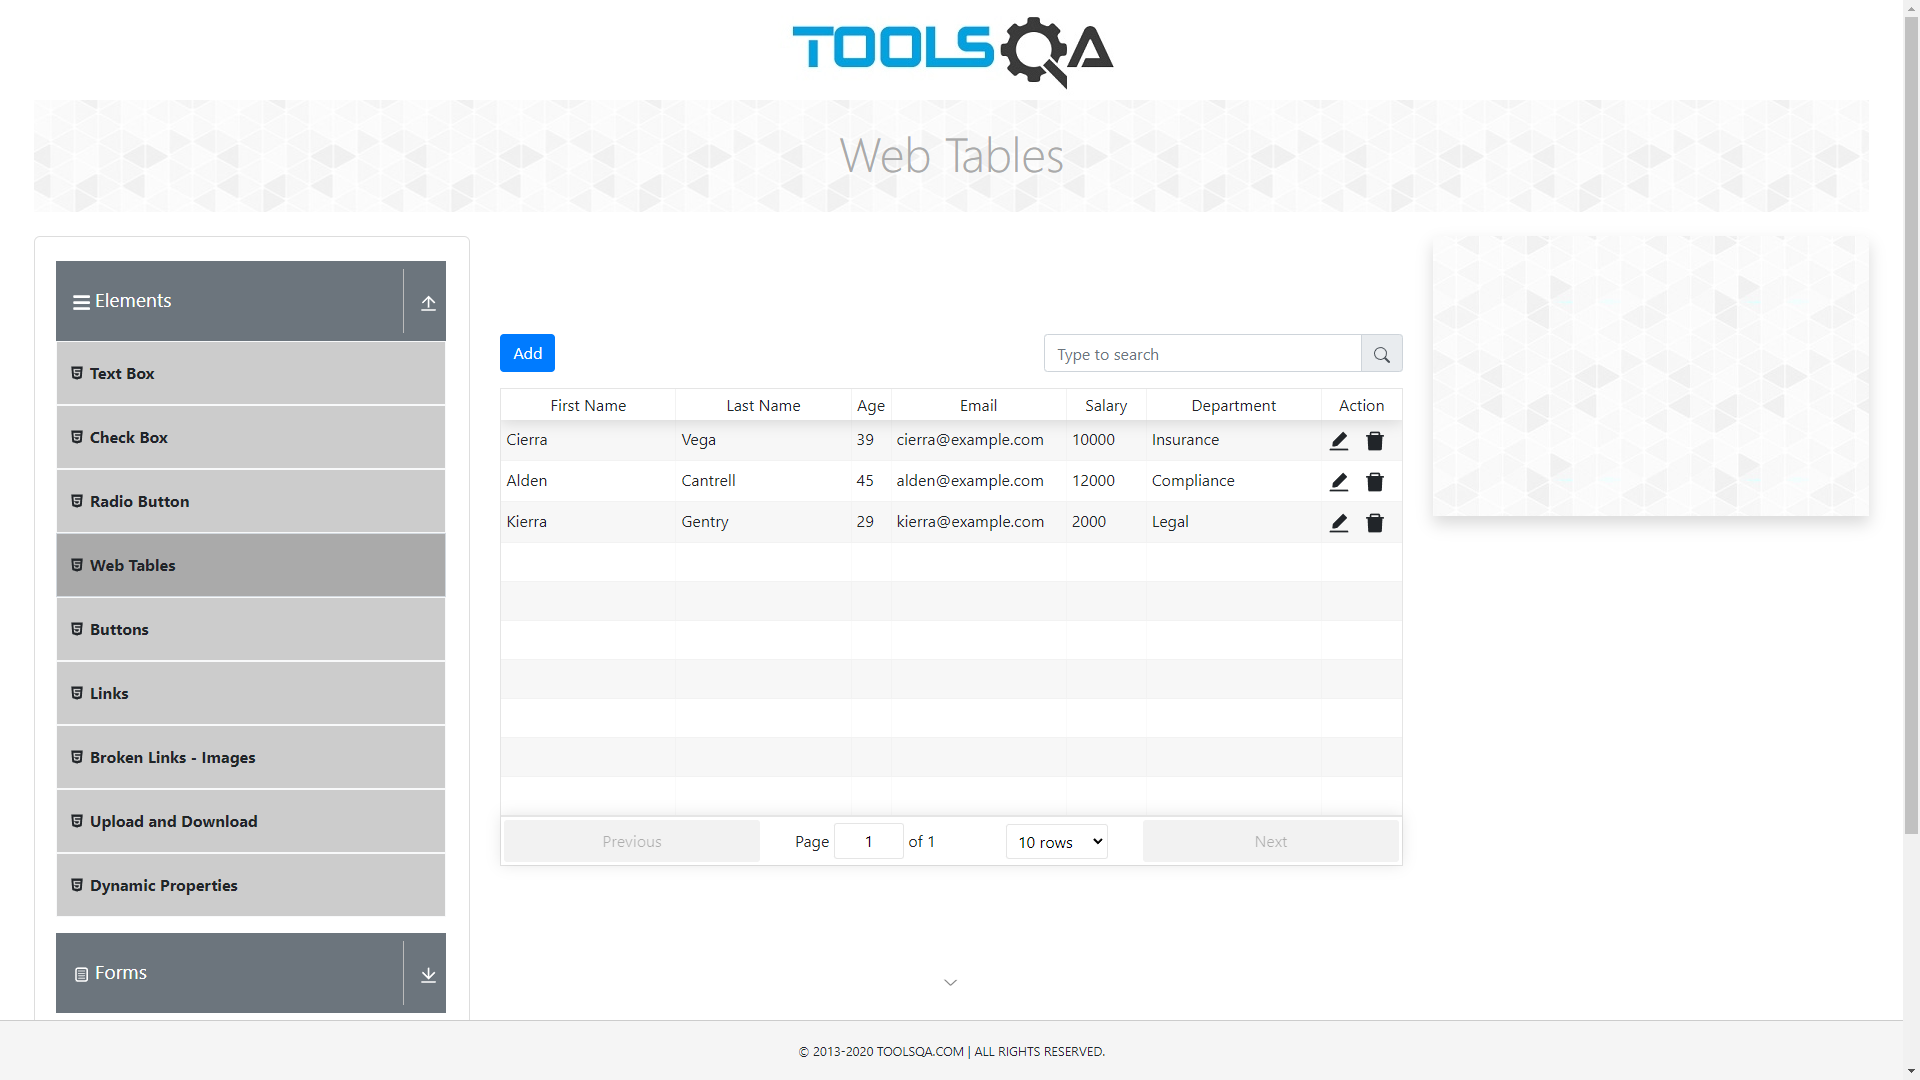 TOOLSQA
Web Tables
Elements
Text Box
Check Box
Radio Button
Web Tables
Buttons
Links
Broken Links - Images
Upload and Download
Dynamic Properties
Forms
Add
Type to search
First Name Last Name Age Email Salary Department Action
Cierra Vega 39 cierra@example.com 10000 Insurance
Alden Cantrell 45 alden@example.com 12000 Compliance
Kierra Gentry 29 kierra@example.com 2000 Legal
Previous Page 1 of 1 10 rows Next
© 2013-2020 TOOLSQA.COM | ALL RIGHTS RESERVED.